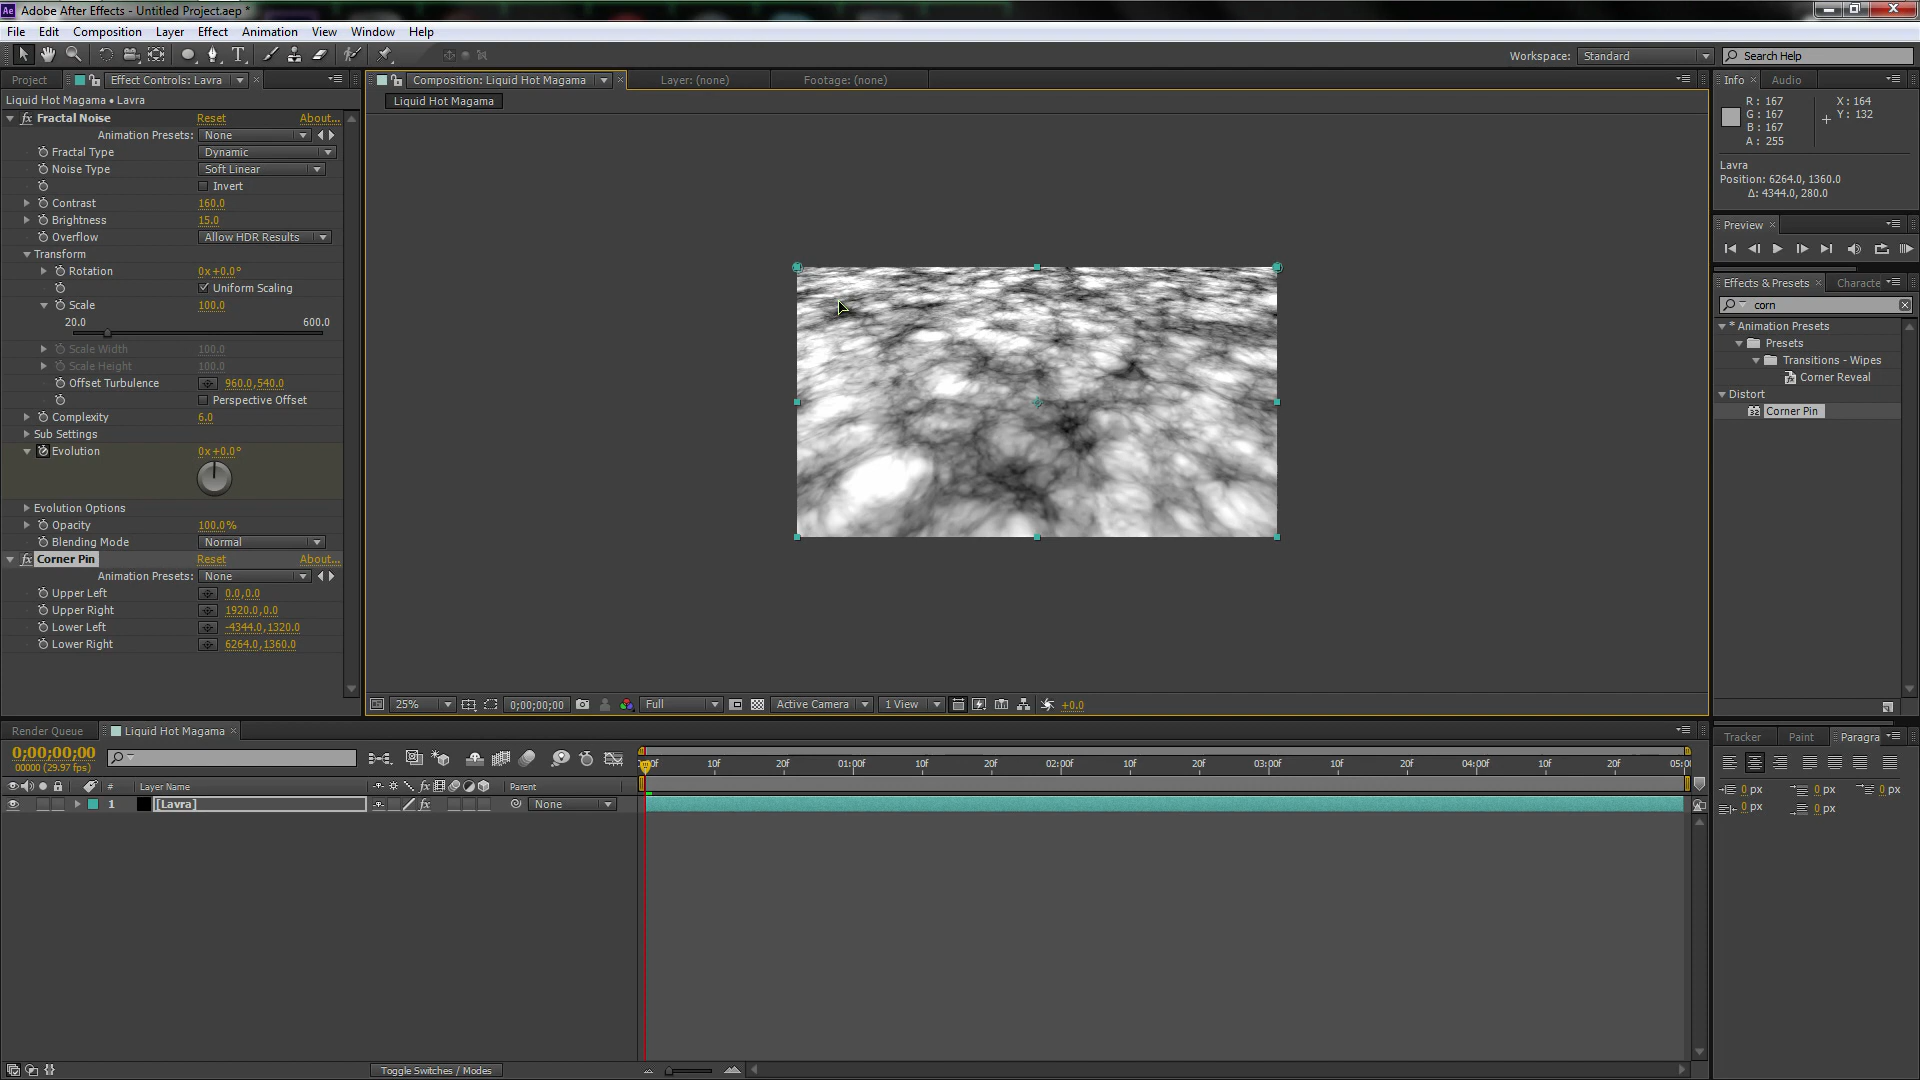 Adobe After Effects - Untitled Project.aep *
File Edit Composition Layer Effect Animation View Window Help
Workspace: Standard Search Help
Project Effect Controls: Lavra
Composition: Liquid Hot Magama Layer: (none) Footage: (none)
Liquid Hot Magama • Lavra
Liquid Hot Magama
fx Fractal Noise Reset About...
Animation Presets: None
Fractal Type Dynamic
Noise Type Soft Linear
Invert
Contrast 160.0
Brightness 15.0
Overflow Allow HDR Results
Transform
Rotation 0x+0.0°
Uniform Scaling
Scale 100.0
20.0 600.0
Scale Width 100.0
Scale Height 100.0
Offset Turbulence 960.0,540.0
Perspective Offset
Complexity 6.0
Sub Settings
Evolution 0x+0.0°
Evolution Options
Opacity 100.0%
Blending Mode Normal
fx Corner Pin Reset About...
Animation Presets: None
Upper Left 0.0,0.0
Upper Right 1920.0,0.0
Lower Left -4344.0,1320.0
Lower Right 6264.0,1360.0
25% 0;00;00;00 Full Active Camera 1 View +0.0
Info Audio
R: 167 X: 164
G: 167 Y: 132
B: 167
A: 255
Lavra
Position: 6264.0, 1360.0
Δ: 4344.0, 280.0
Preview
Effects & Presets Characte
corn
* Animation Presets
Presets
Transitions - Wipes
Corner Reveal
Distort
Corner Pin
Render Queue Liquid Hot Magama
0;00;00;00
00000 (29.97 fps)
# Layer Name fx Parent
1 [Lavra] fx None
:00f 10f 20f 01:00f 10f 20f 02:00f 10f 20f 03:00f 10f 20f 04:00f 10f 20f 05:0
Toggle Switches / Modes
Tracker Paint Paragra
0 px 0 px 0 px
0 px 0 px